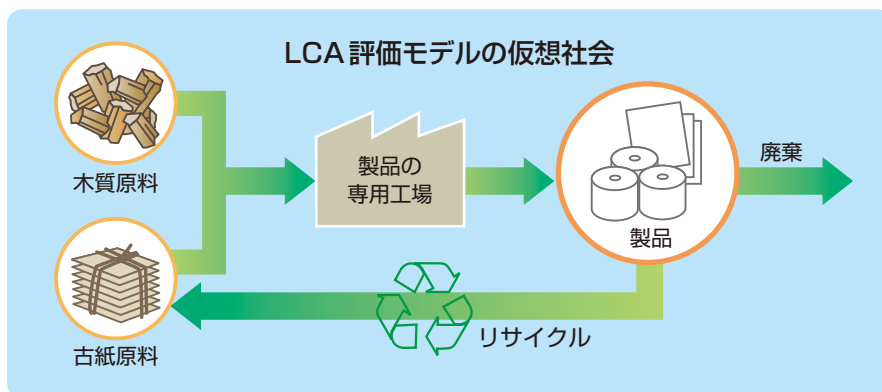 LCA評価モデルの仮想社会
木質原料
製品の
専用工場
製品
廃棄
古紙原料
リサイクル